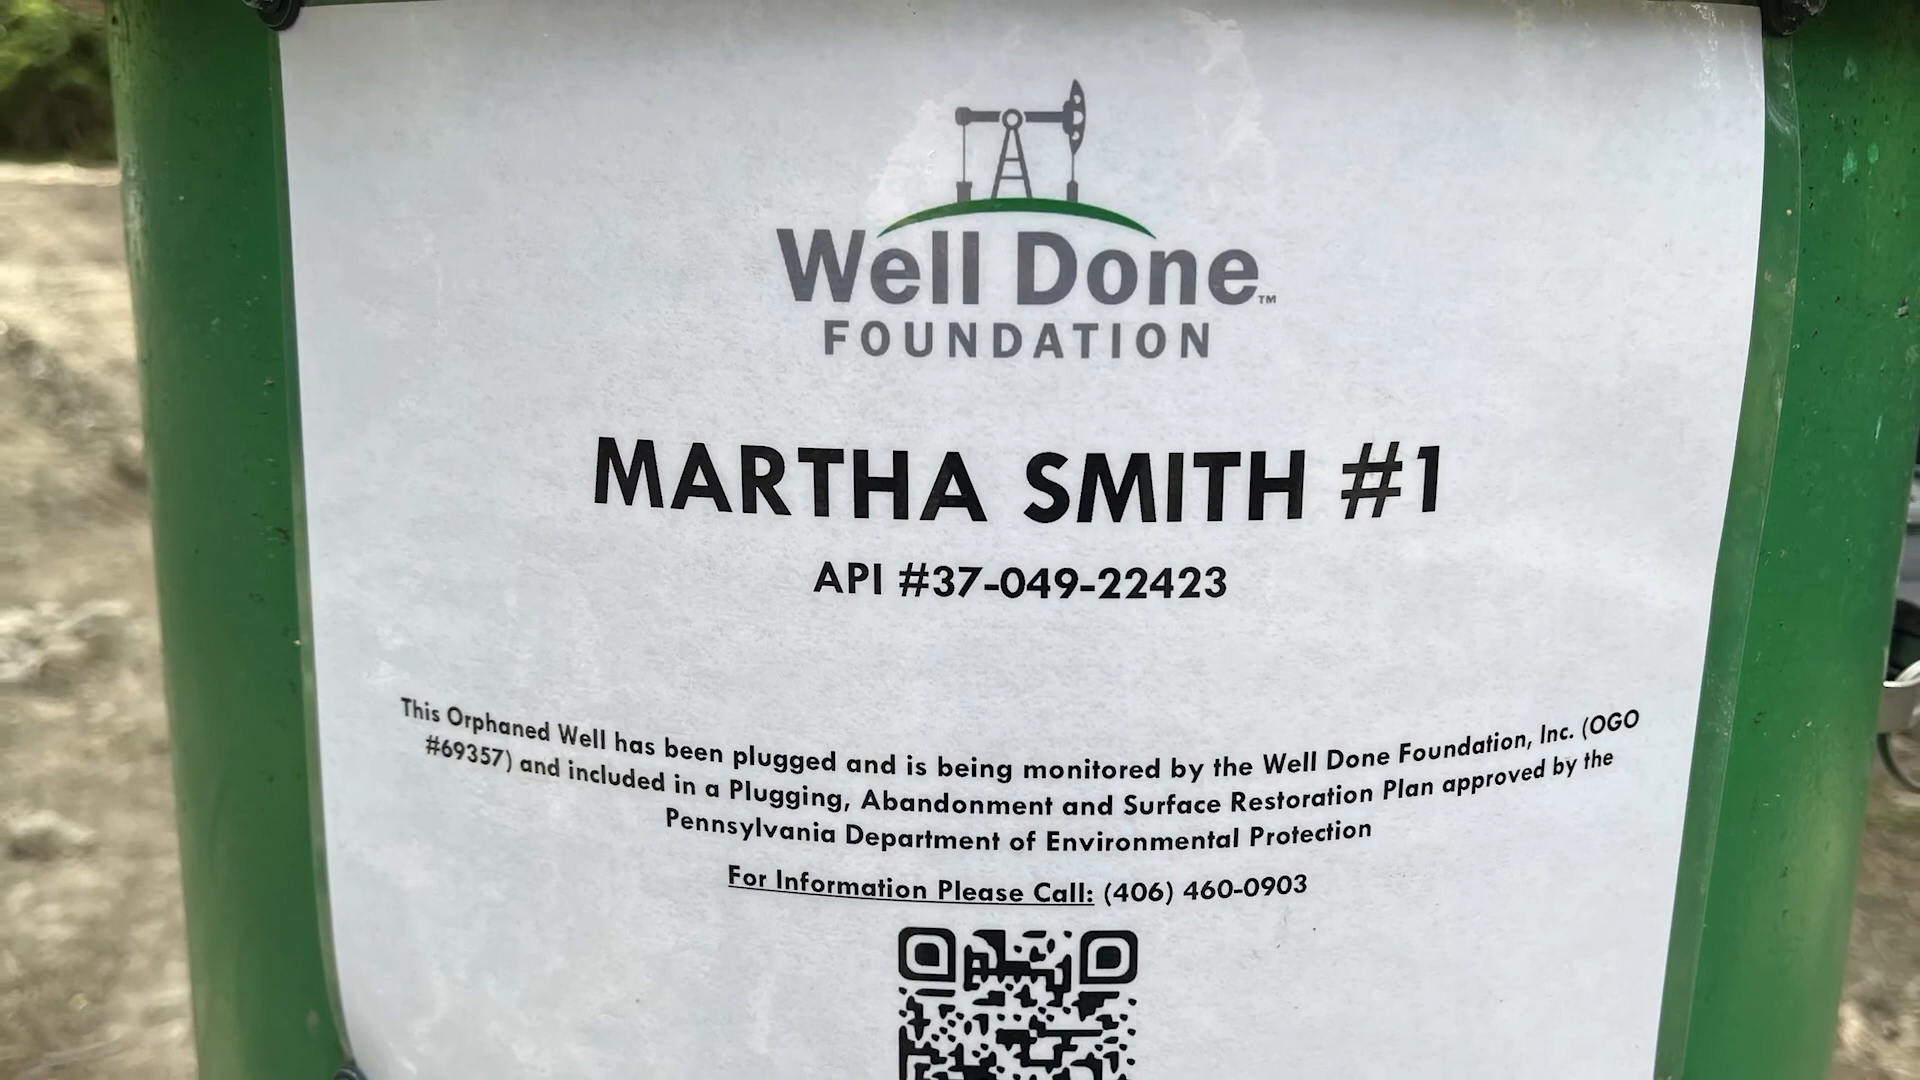 Well Done™
FOUNDATION
MARTHA SMITH #1
API #37-049-22423
This Orphaned Well has been plugged and is being monitored by the Well Done Foundation, Inc. (OGO
#69357) and included in a Plugging, Abandonment and Surface Restoration Plan approved by the
Pennsylvania Department of Environmental Protection
For Information Please Call: (406) 460-0903